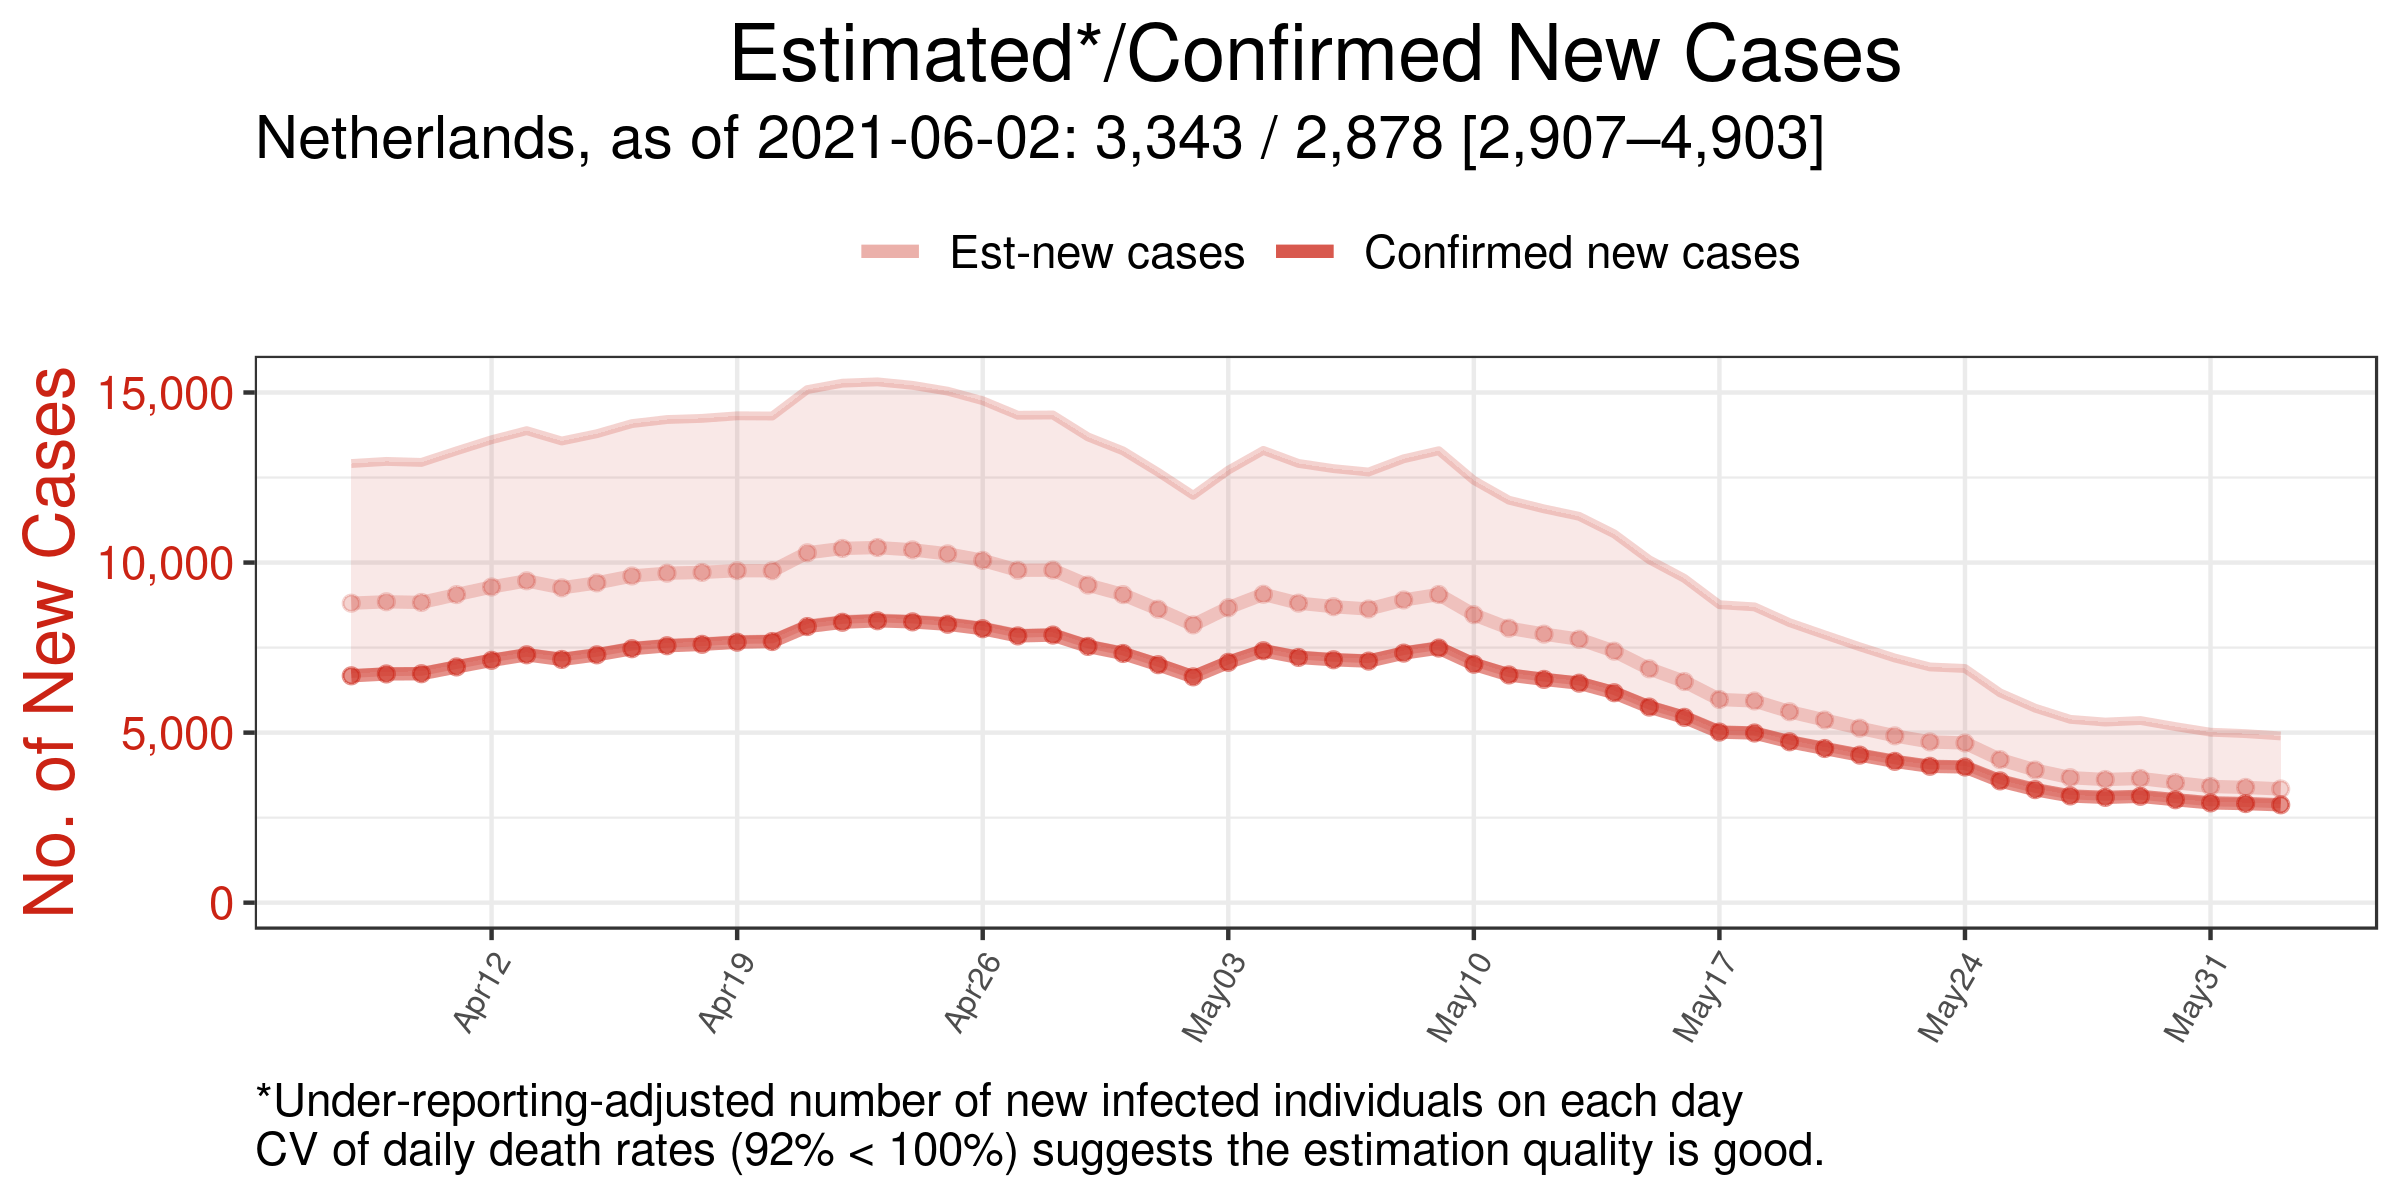 Estimated*/Confirmed New Cases
Netherlands, as of 2021-06-02: 3,343 / 2,878 [2,907–4,903]
Est-new cases
Confirmed new cases
No. of New Cases
15,000
10,000
5,000
0
Apr12
Apr19
Apr26
May03
May10
May17
May24
May31
*Under-reporting-adjusted number of new infected individuals on each day
CV of daily death rates (92% < 100%) suggests the estimation quality is good.